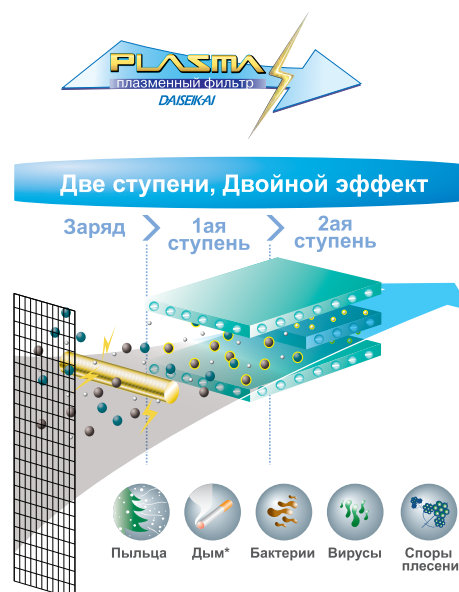 PLASMA
плазменный фильтр
DAISEIKAI
Две ступени, Двойной эффект
Заряд
1ая
ступень
2ая
ступень
Пыльца
Дым*
Бактерии
Вирусы
Споры
плесени